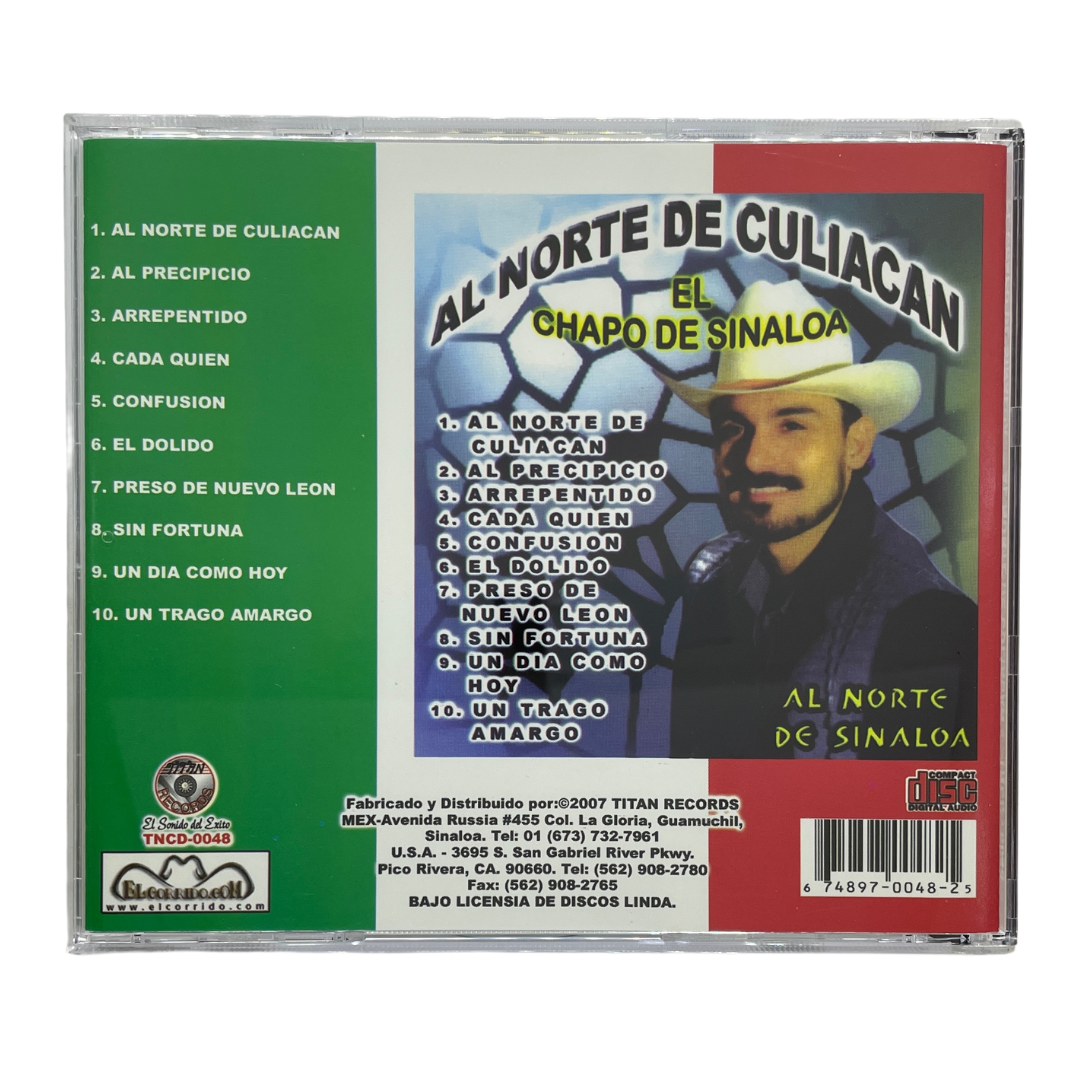 1. AL NORTE DE CULIACAN
2. AL PRECIPICIO
3. ARREPENTIDO
4. CADA QUIEN
5. CONFUSION
6. EL DOLIDO
7. PRESO DE NUEVO LEON
8. SIN FORTUNA
9. UN DIA COMO HOY
10. UN TRAGO AMARGO
TITAN
RECORDS
El Sonido del Exito
TNCD-0048
ELCORRIDO.COM
www.elcorrido.com
AL NORTE DE CULIACAN
EL
CHAPO DE SINALOA
1. AL NORTE DE
CULIACAN
2. AL PRECIPICIO
3. ARREPENTIDO
4. CADA QUIEN
5. CONFUSION
6. EL DOLIDO
7. PRESO DE
NUEVO LEON
8. SIN FORTUNA
9. UN DIA COMO
HOY
10. UN TRAGO
AMARGO
AL NORTE
DE SINALOA
Fabricado y Distribuido por:©2007 TITAN RECORDS
MEX-Avenida Russia #455 Col. La Gloria, Guamuchil,
Sinaloa. Tel: 01 (673) 732-7961
U.S.A. - 3695 S. San Gabriel River Pkwy.
Pico Rivera, CA. 90660. Tel: (562) 908-2780
Fax: (562) 908-2765
BAJO LICENSIA DE DISCOS LINDA.
COMPACT
disc
DIGITAL AUDIO
6 74897-0048-2 5